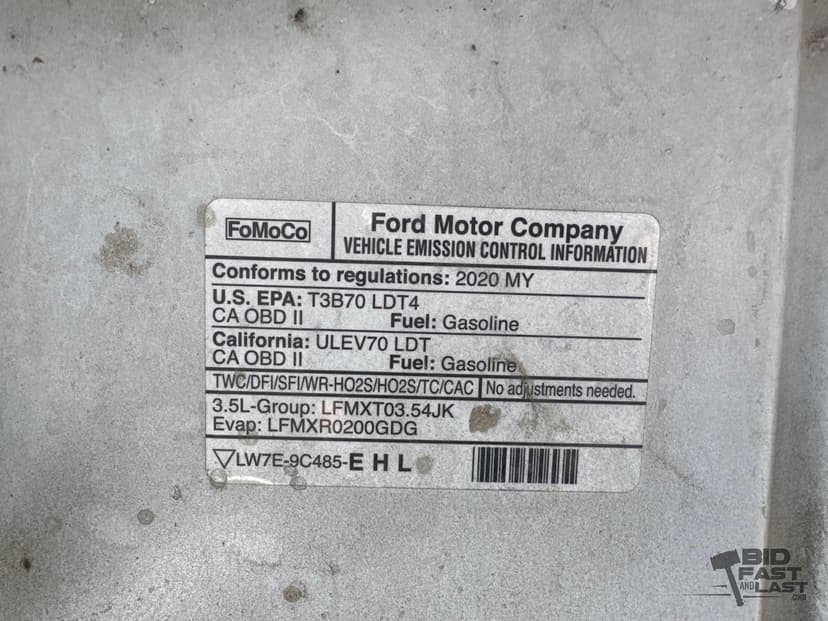 FoMoCo
Ford Motor Company
VEHICLE EMISSION CONTROL INFORMATION
Conforms to regulations: 2020 MY
U.S. EPA: T3B70 LDT4
CA OBD II Fuel: Gasoline
California: ULEV70 LDT
CA OBD II Fuel: Gasoline
TWC/DFI/SFI/WR-HO2S/HO2S/TC/CAC No adjustments needed.
3.5L-Group: LFMXT03.54JK
Evap: LFMXR0200GDG
LW7E-9C485-E H L
BID
FAST
AND LAST
.COM